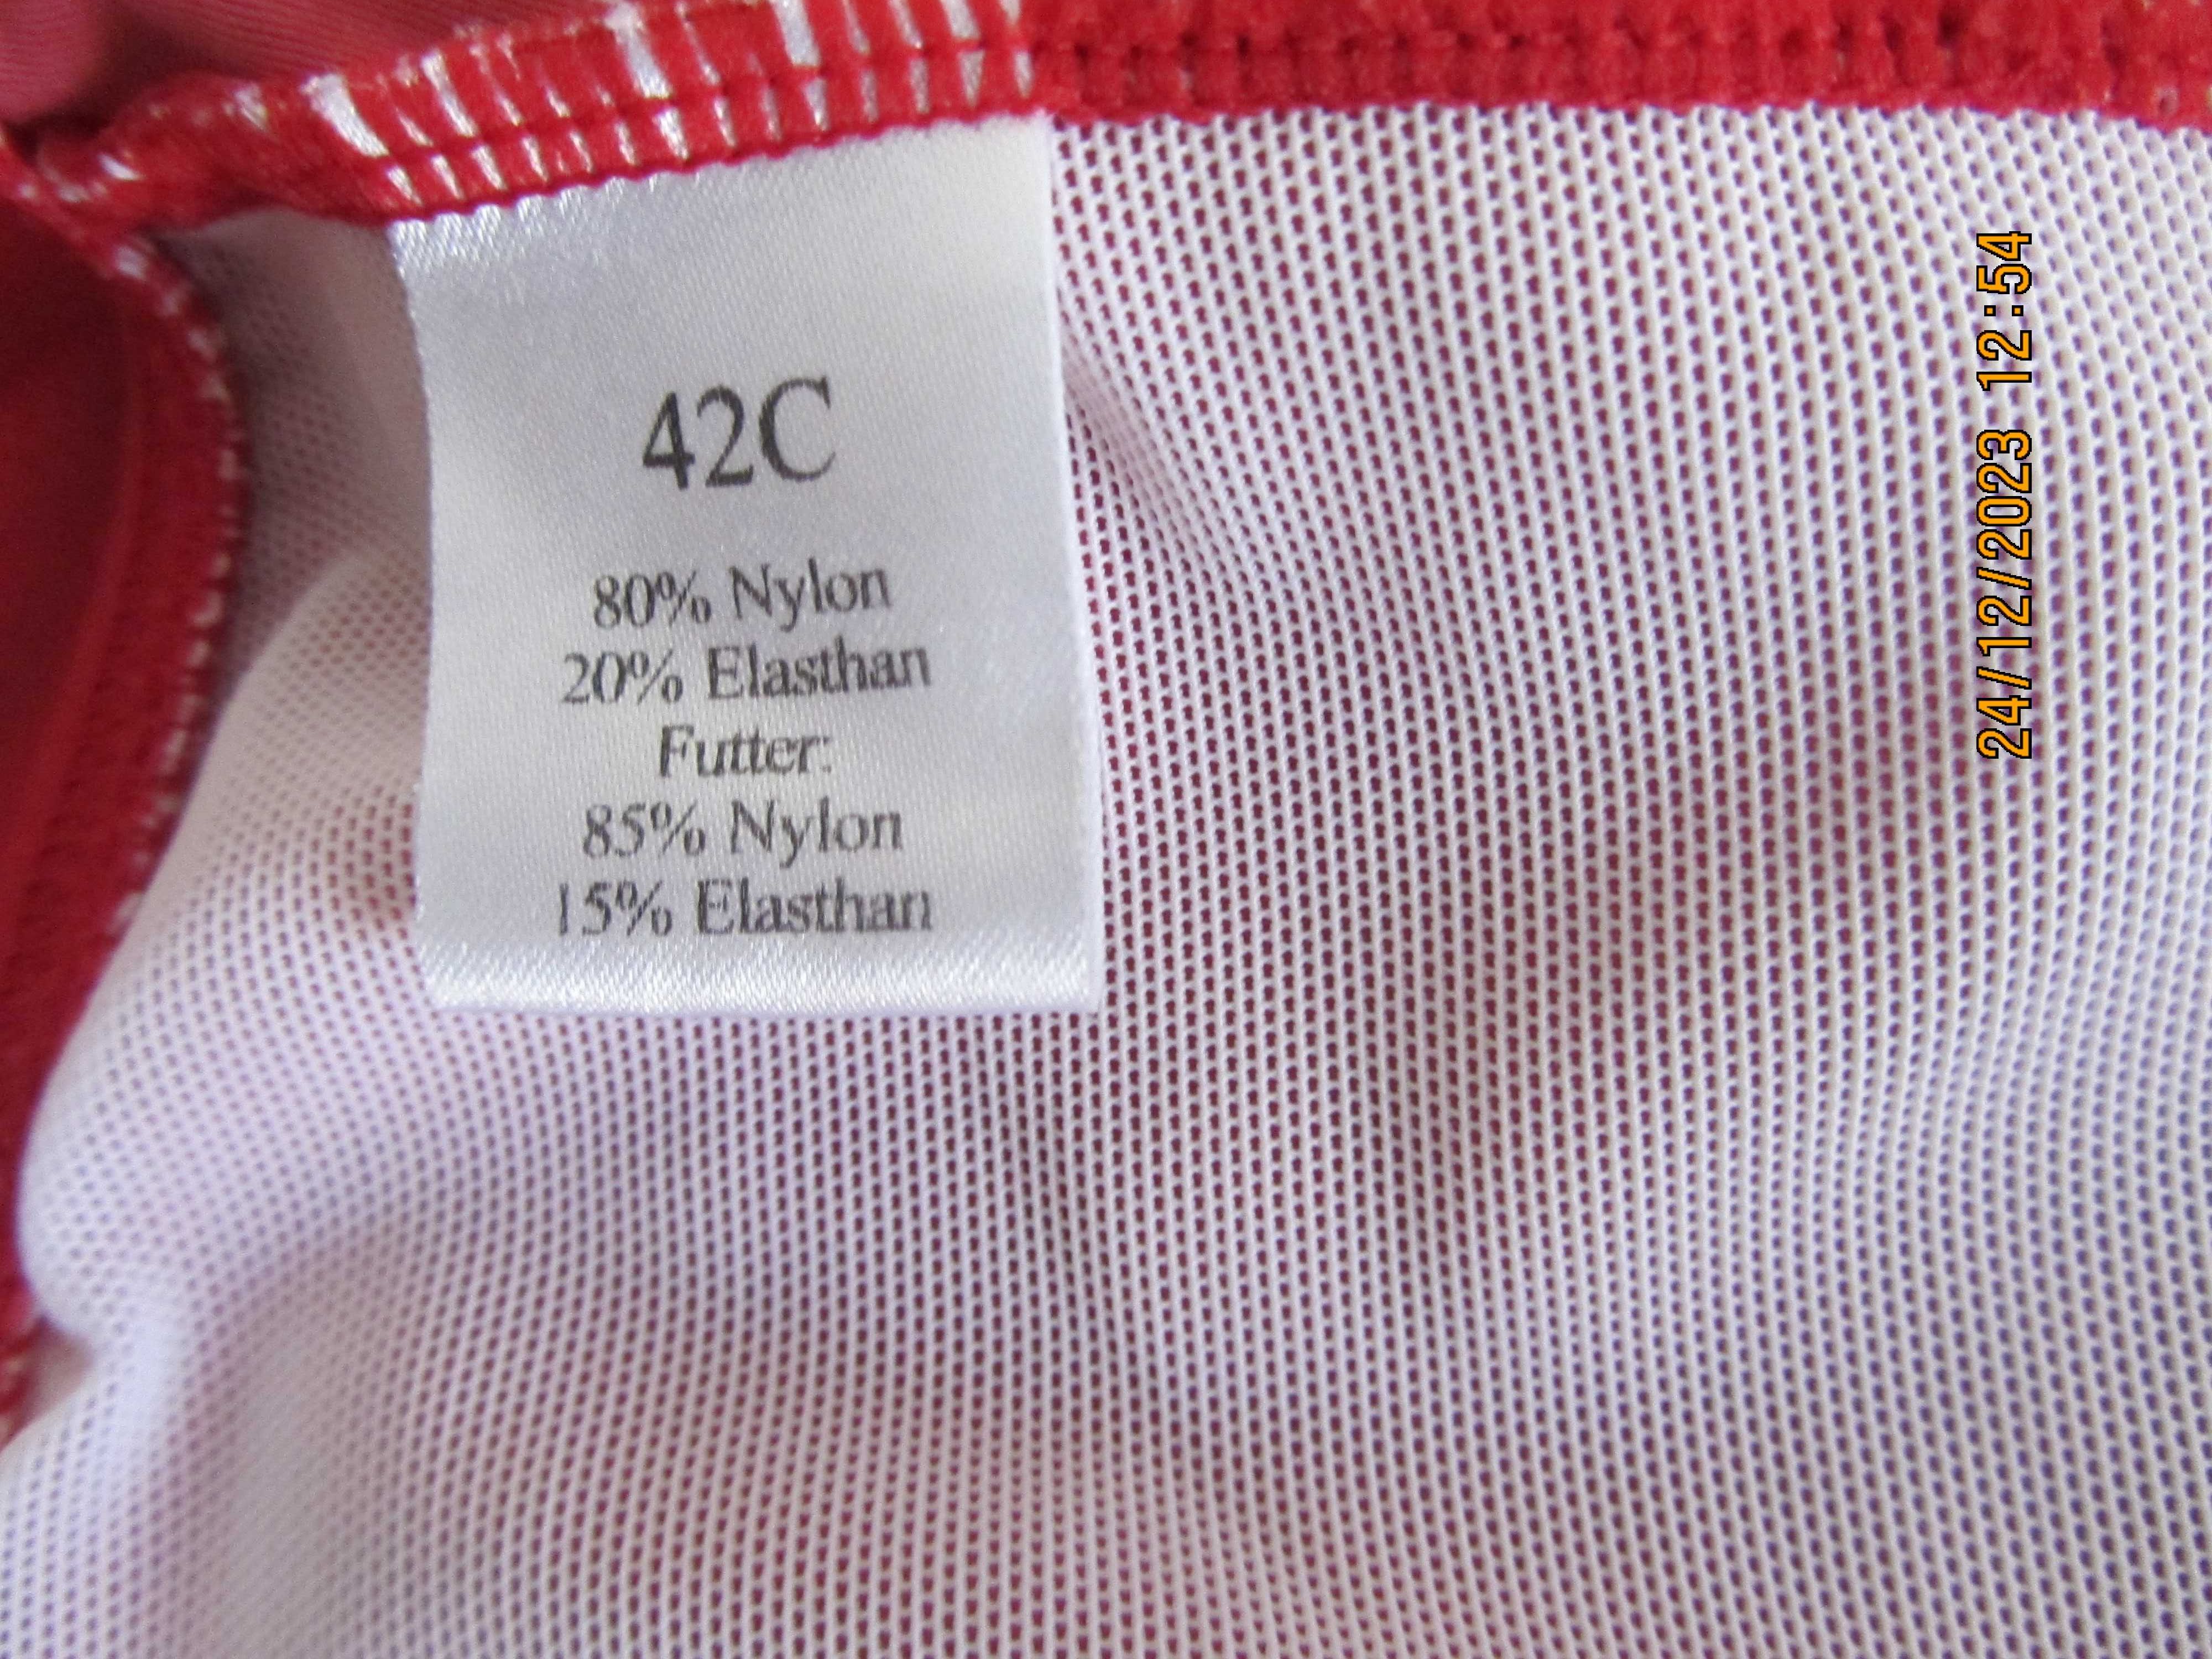 42C
80% Nylon
20% Elasthan
Futter:
85% Nylon
15% Elasthan
24/12/2023 12:54